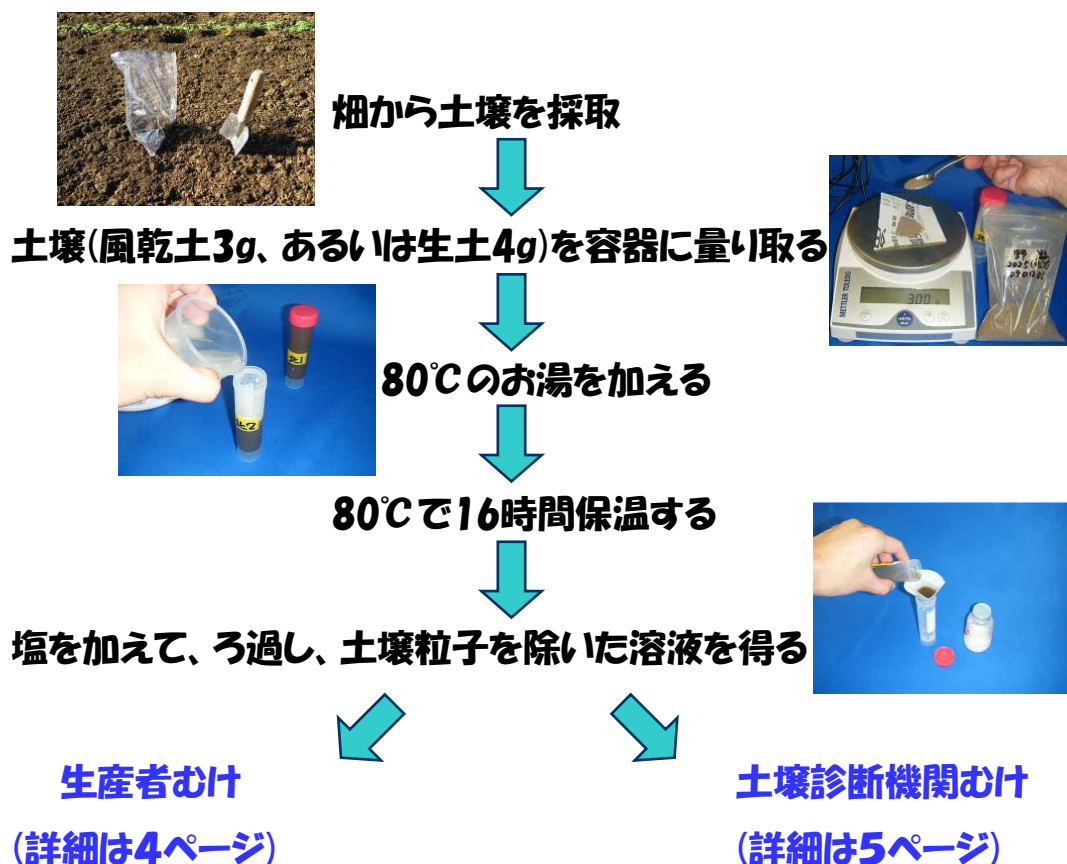 畑から土壌を採取
土壌(風乾土3g、あるいは生土4g)を容器に量り取る
METTLER TOLEDO
3.00 g
80℃のお湯を加える
80℃で16時間保温する
塩を加えて、ろ過し、土壌粒子を除いた溶液を得る
生産者むけ
(詳細は4ページ)
土壌診断機関むけ
(詳細は5ページ)